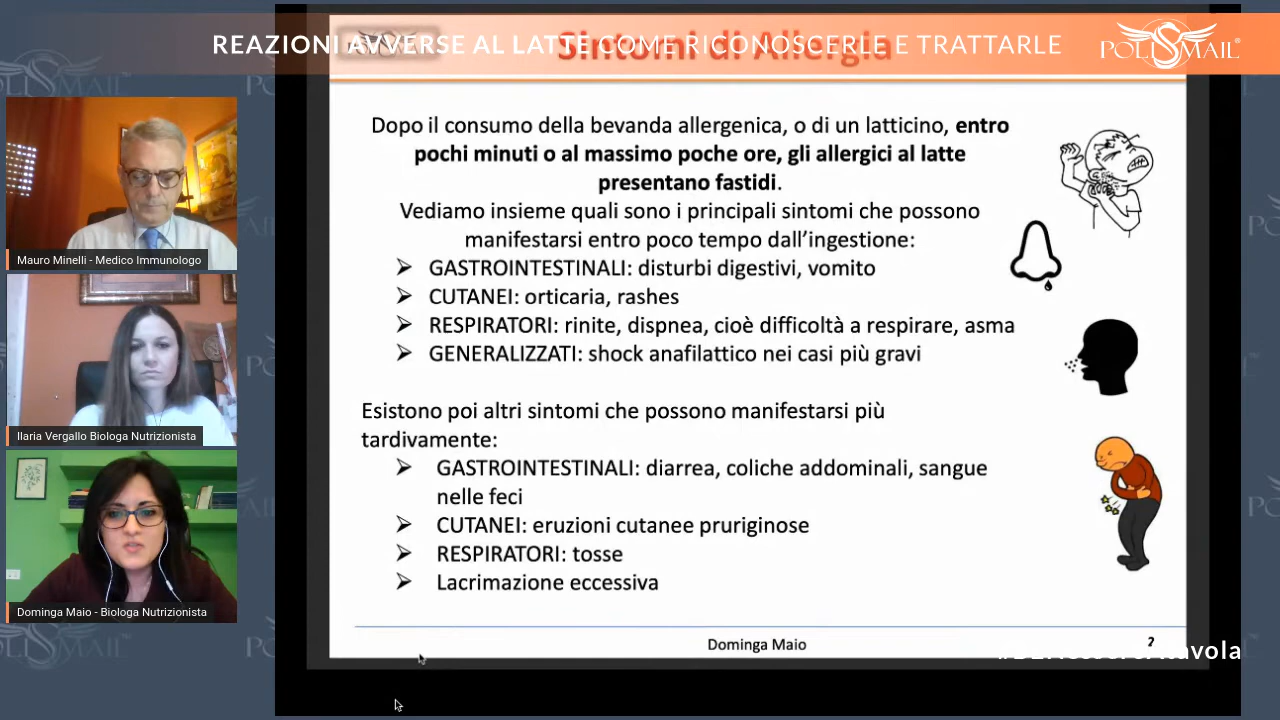 REAZIONI AVVERSE AL LATTE COME RICONOSCERLE E TRATTARLE
POLISMAIL®
Sintomi di Allergia
Dopo il consumo della bevanda allergenica, o di un latticino, entro
pochi minuti o al massimo poche ore, gli allergici al latte
presentano fastidi.
Vediamo insieme quali sono i principali sintomi che possono
manifestarsi entro poco tempo dall'ingestione:
➢ GASTROINTESTINALI: disturbi digestivi, vomito
➢ CUTANEI: orticaria, rashes
➢ RESPIRATORI: rinite, dispnea, cioè difficoltà a respirare, asma
➢ GENERALIZZATI: shock anafilattico nei casi più gravi
Esistono poi altri sintomi che possono manifestarsi più
tardivamente:
➢ GASTROINTESTINALI: diarrea, coliche addominali, sangue
nelle feci
➢ CUTANEI: eruzioni cutanee pruriginose
➢ RESPIRATORI: tosse
➢ Lacrimazione eccessiva
Dominga Maio
2
Mauro Minelli - Medico Immunologo
Ilaria Vergallo Biologa Nutrizionista
Dominga Maio - Biologa Nutrizionista